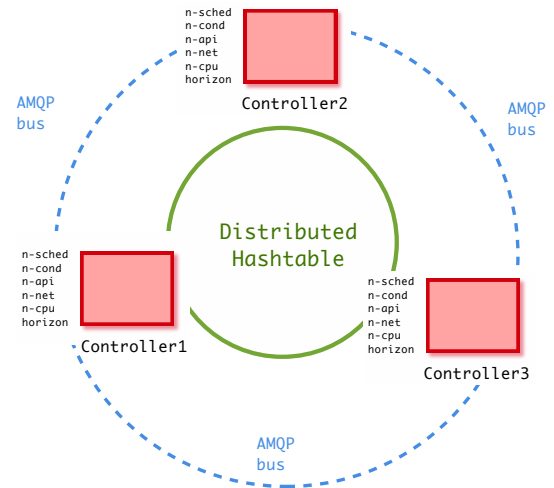 n-sched
n-cond
n-api
n-net
n-cpu
horizon
Controller2
AMQP
bus
AMQP
bus
Distributed
Hashtable
n-sched
n-cond
n-api
n-net
n-cpu
horizon
Controller1
n-sched
n-cond
n-api
n-net
n-cpu
horizon
Controller3
AMQP
bus